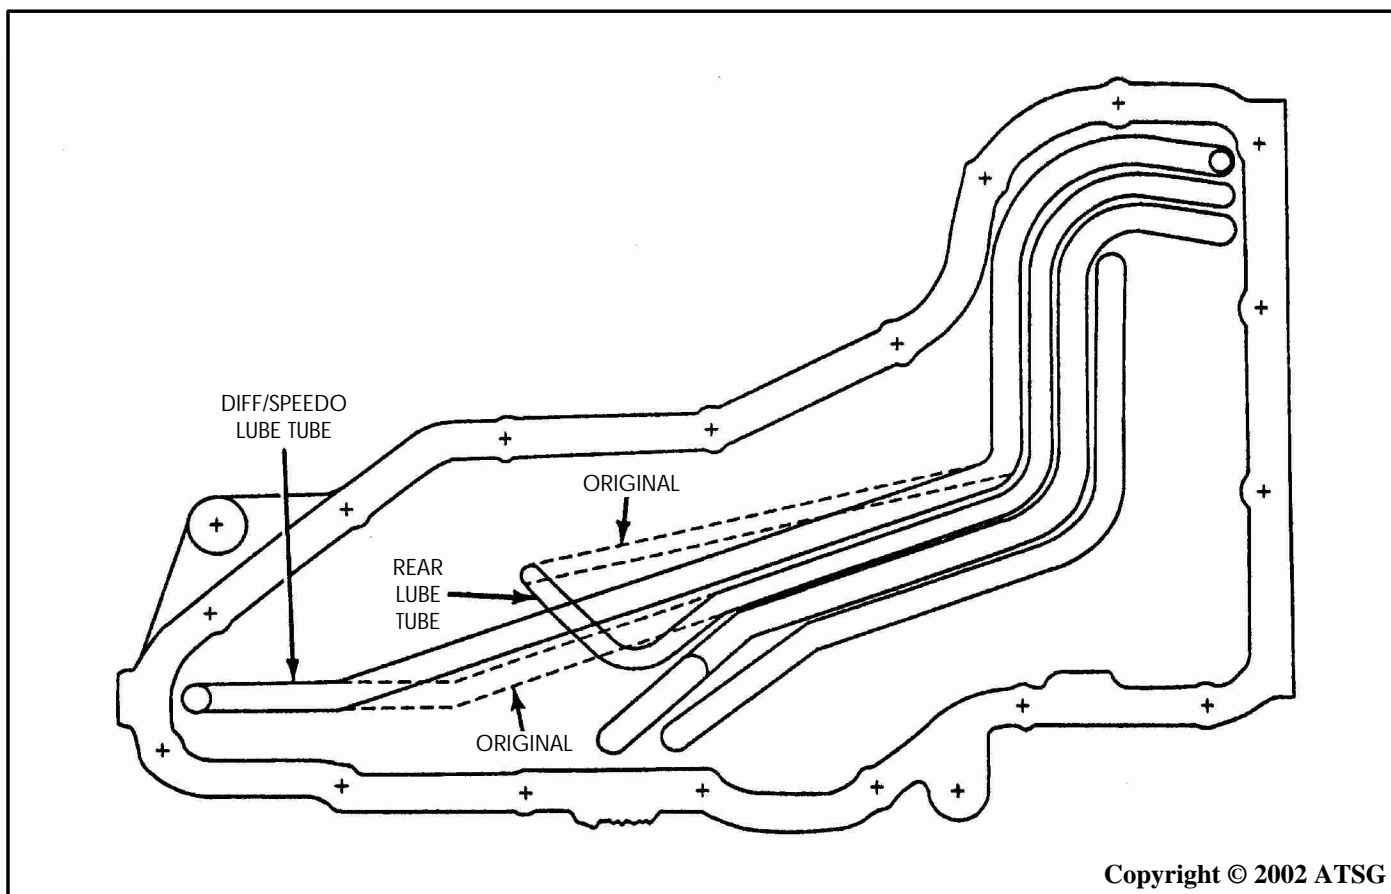 DIFF/SPEEDO
LUBE TUBE
ORIGINAL
REAR
LUBE
TUBE
ORIGINAL
Copyright © 2002 ATSG